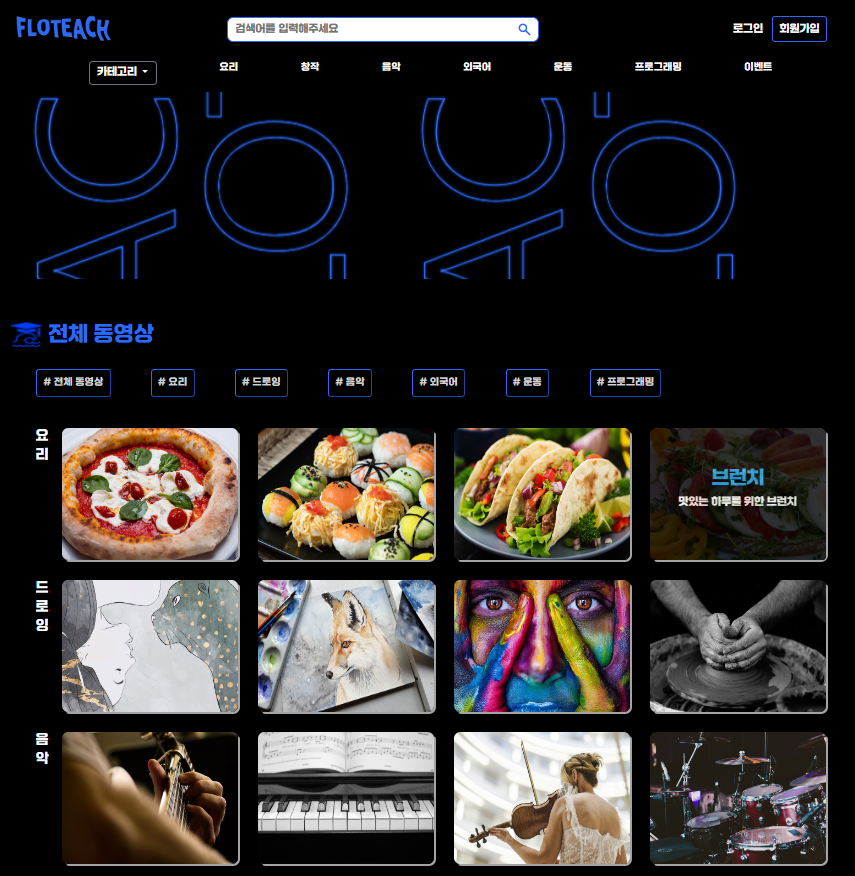 FLOTEACH
검색어를 입력해주세요
로그인 회원가입
카테고리 요리 창작 음악 외국어 운동 프로그래밍 이벤트
AC
O
전체 동영상
# 전체 동영상 # 요리 # 드로잉 # 음악 # 외국어 # 운동 # 프로그래밍
요리
브런치
맛있는 하루를 위한 브런치
드로잉
음악